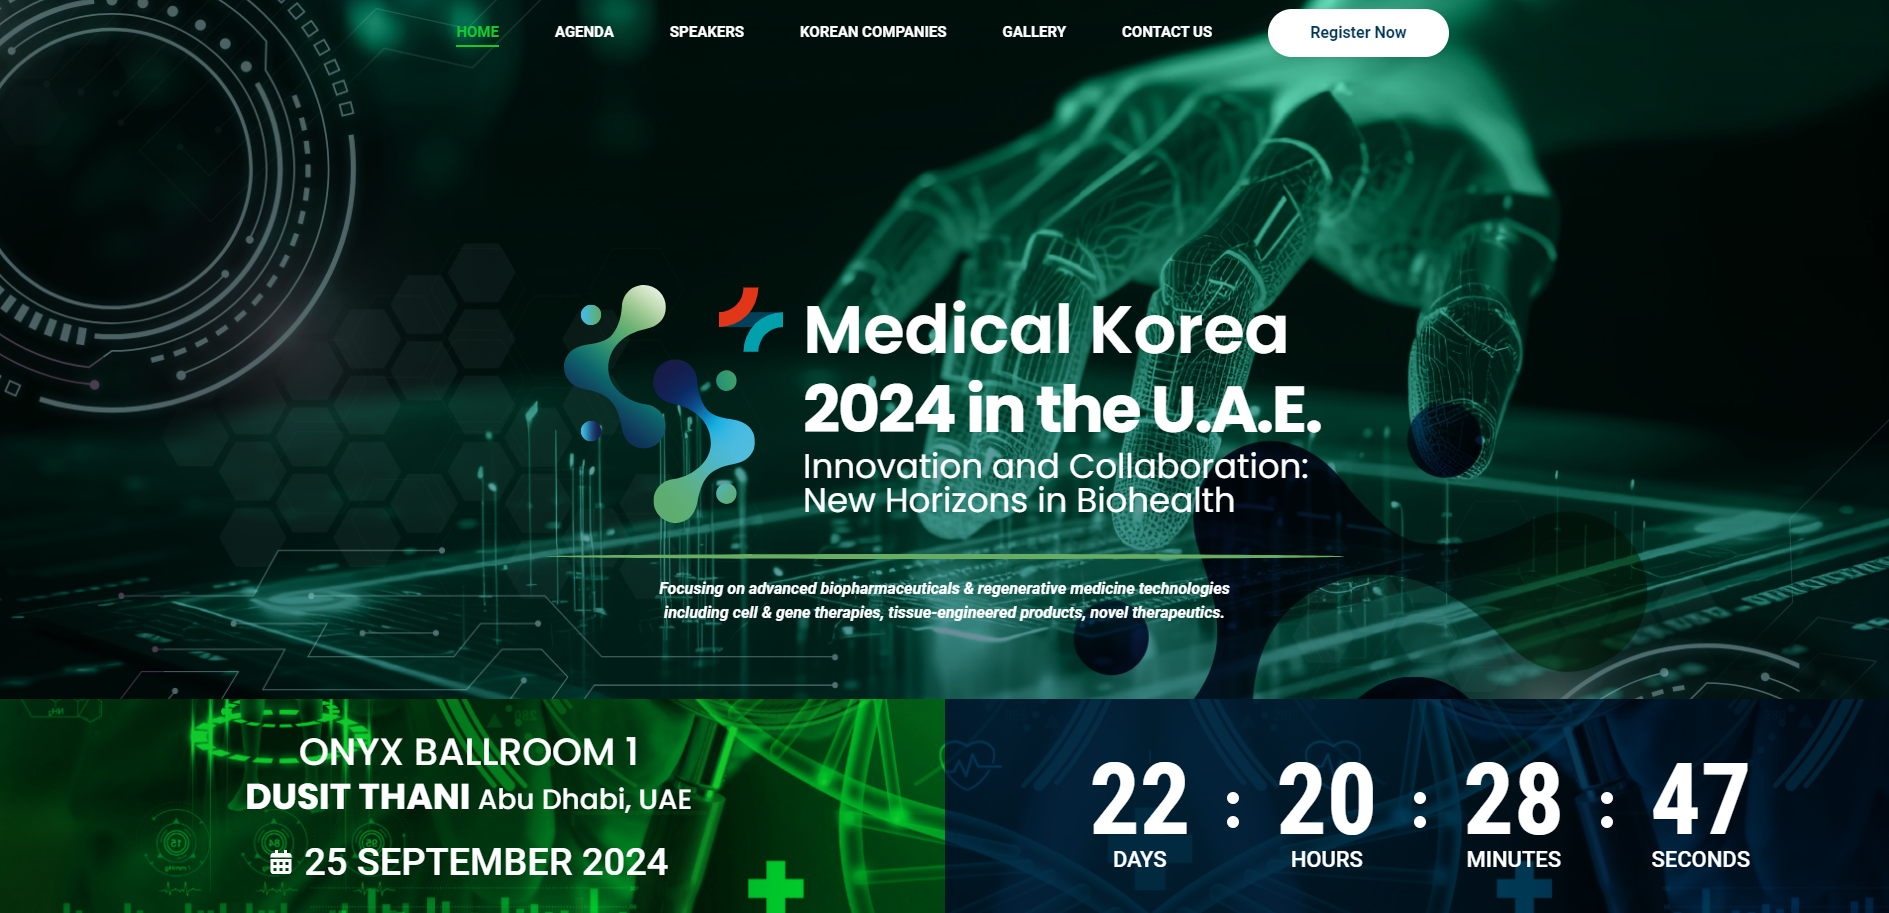 HOME
AGENDA
SPEAKERS
KOREAN COMPANIES
GALLERY
CONTACT US
Register Now
Medical Korea
2024 in the U.A.E.
Innovation and Collaboration:
New Horizons in Biohealth
Focusing on advanced biopharmaceuticals & regenerative medicine technologies
including cell & gene therapies, tissue-engineered products, novel therapeutics.
ONYX BALLROOM 1
DUSIT THANI Abu Dhabi, UAE
25 SEPTEMBER 2024
22 : 20 : 28 : 47
DAYS HOURS MINUTES SECONDS